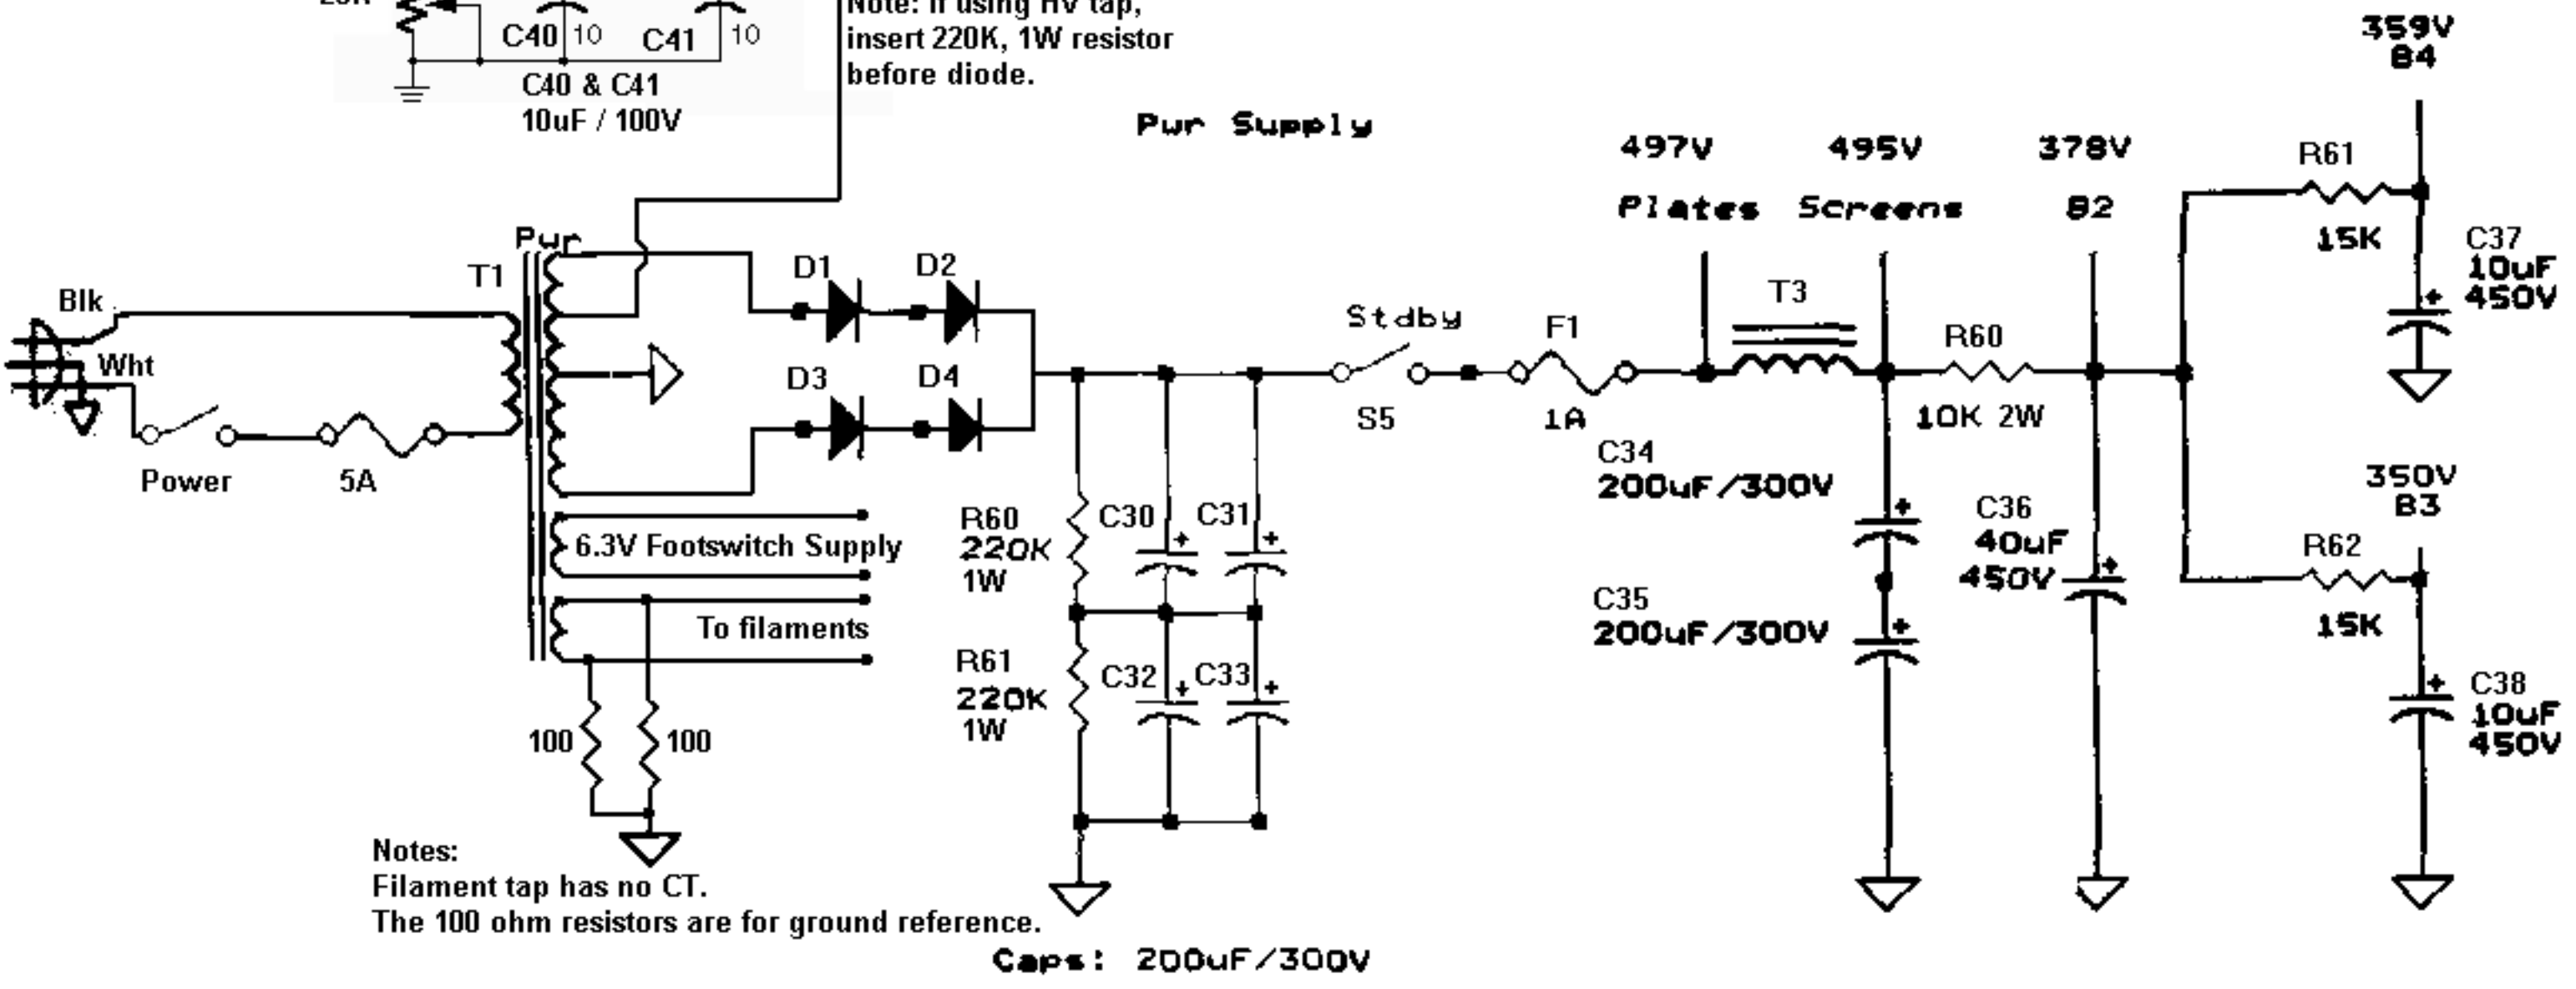 C40 10
C41 10
C40 & C41
10uF / 100V
Note: If using HV tap,
insert 220K, 1W resistor
before diode.
Pwr Supply
359V
B4
497V
Plates
495V
Screens
378V
B2
R61
15K
C37
10uF
450V
+
Pwr
T1
Blk
Wht
Power
5A
D1
D2
D3
D4
Stdby
S5
F1
1A
T3
R60
10K 2W
C34
200uF/300V
+
C35
200uF/300V
+
C36
40uF
450V
+
350V
B3
R62
15K
C38
10uF
450V
+
6.3V Footswitch Supply
To filaments
100
100
R60
220K
1W
C30
+
C31
+
R61
220K
1W
C32
+
C33
+
Notes:
Filament tap has no CT.
The 100 ohm resistors are for ground reference.
Caps: 200uF/300V